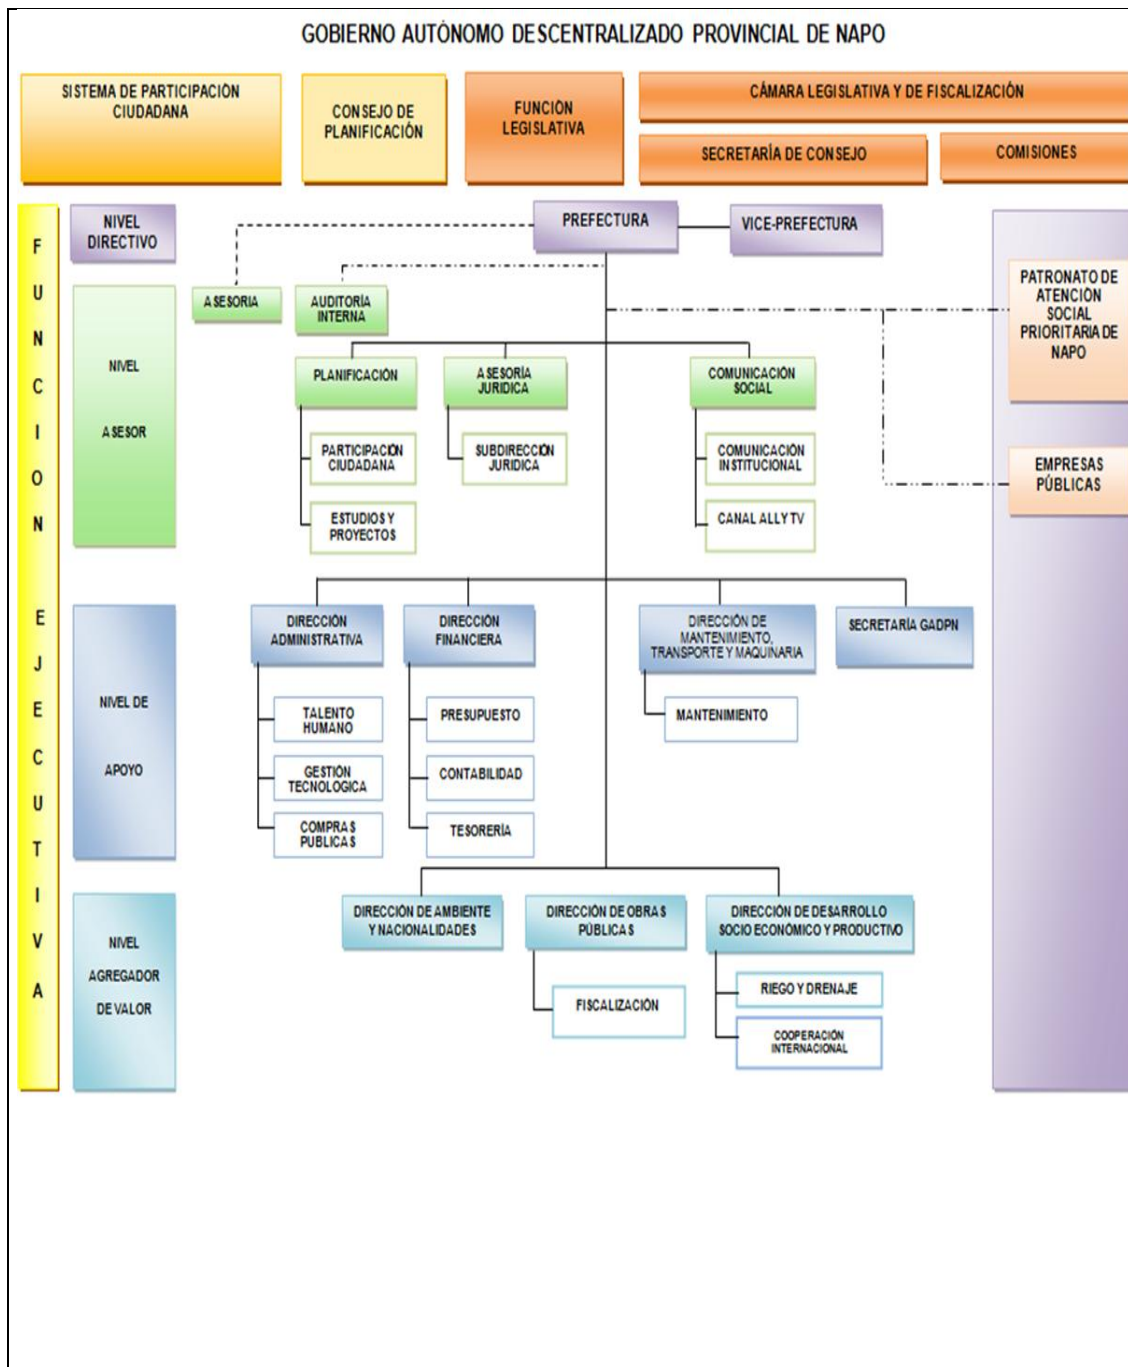 GOBIERNO AUTÓNOMO DESCENTRALIZADO PROVINCIAL DE NAPO
SISTEMA DE PARTICIPACIÓN
CIUDADANA
CONSEJO DE
PLANIFICACIÓN
FUNCIÓN
LEGISLATIVA
CÁMARA LEGISLATIVA Y DE FISCALIZACIÓN
SECRETARÍA DE CONSEJO
COMISIONES
FUNCION EJECUTIVA
NIVEL
DIRECTIVO
PREFECTURA
VICE-PREFECTURA
NIVEL
ASESOR
ASESORIA
AUDITORÍA
INTERNA
PATRONATO DE
ATENCIÓN
SOCIAL
PRIORITARIA DE
NAPO
PLANIFICACIÓN
ASESORÍA
JURIDICA
COMUNICACIÓN
SOCIAL
PARTICIPACIÓN
CIUDADANA
SUBDIRECCIÓN
JURIDICA
COMUNICACIÓN
INSTITUCIONAL
EMPRESAS
PÚBLICAS
ESTUDIOS Y
PROYECTOS
CANAL ALLY TV
NIVEL DE
APOYO
DIRECCIÓN
ADMINISTRATIVA
DIRECCIÓN
FINANCIERA
DIRECCIÓN DE
MANTENIMIENTO,
TRANSPORTE Y MAQUINARIA
SECRETARÍA GADPN
TALENTO
HUMANO
PRESUPUESTO
MANTENIMIENTO
GESTIÓN
TECNOLOGICA
CONTABILIDAD
COMPRAS
PUBLICAS
TESORERÍA
NIVEL
AGREGADOR
DE VALOR
DIRECCIÓN DE AMBIENTE
Y NACIONALIDADES
DIRECCIÓN DE OBRAS
PÚBLICAS
DIRECCIÓN DE DESARROLLO
SOCIO ECONÓMICO Y PRODUCTIVO
FISCALIZACIÓN
RIEGO Y DRENAJE
COOPERACIÓN
INTERNACIONAL